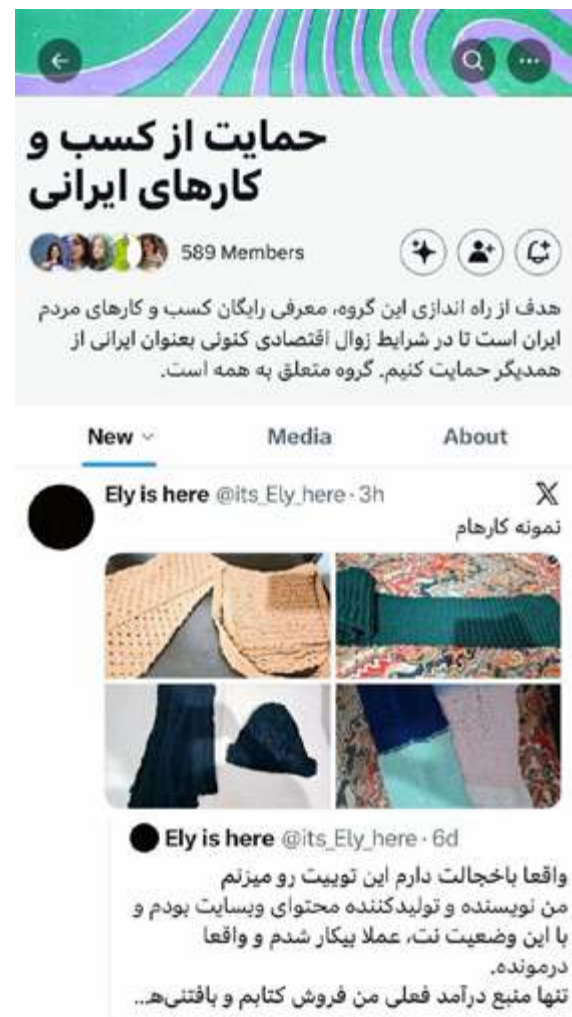 حمایت از کسب و
کارهای ایرانی
589 Members
هدف از راه اندازی این گروه، معرفی رایگان کسب و کارهای مردم
ایران است تا در شرایط زوال اقتصادی کنونی بعنوان ایرانی از
همدیگر حمایت کنیم. گروه متعلق به همه است.
New Media About
Ely is here @its_Ely_here · 3h
نمونه کارهام
Ely is here @its_Ely_here · 6d
واقعا باخجالت دارم این توییت رو میزنم
من نویسنده و تولیدکننده محتوای وبسایت بودم و
با این وضعیت نت، عملا بیکار شدم و واقعا
درمونده.
تنها منبع درآمد فعلی من فروش کتابم و بافتنی‌هـ...